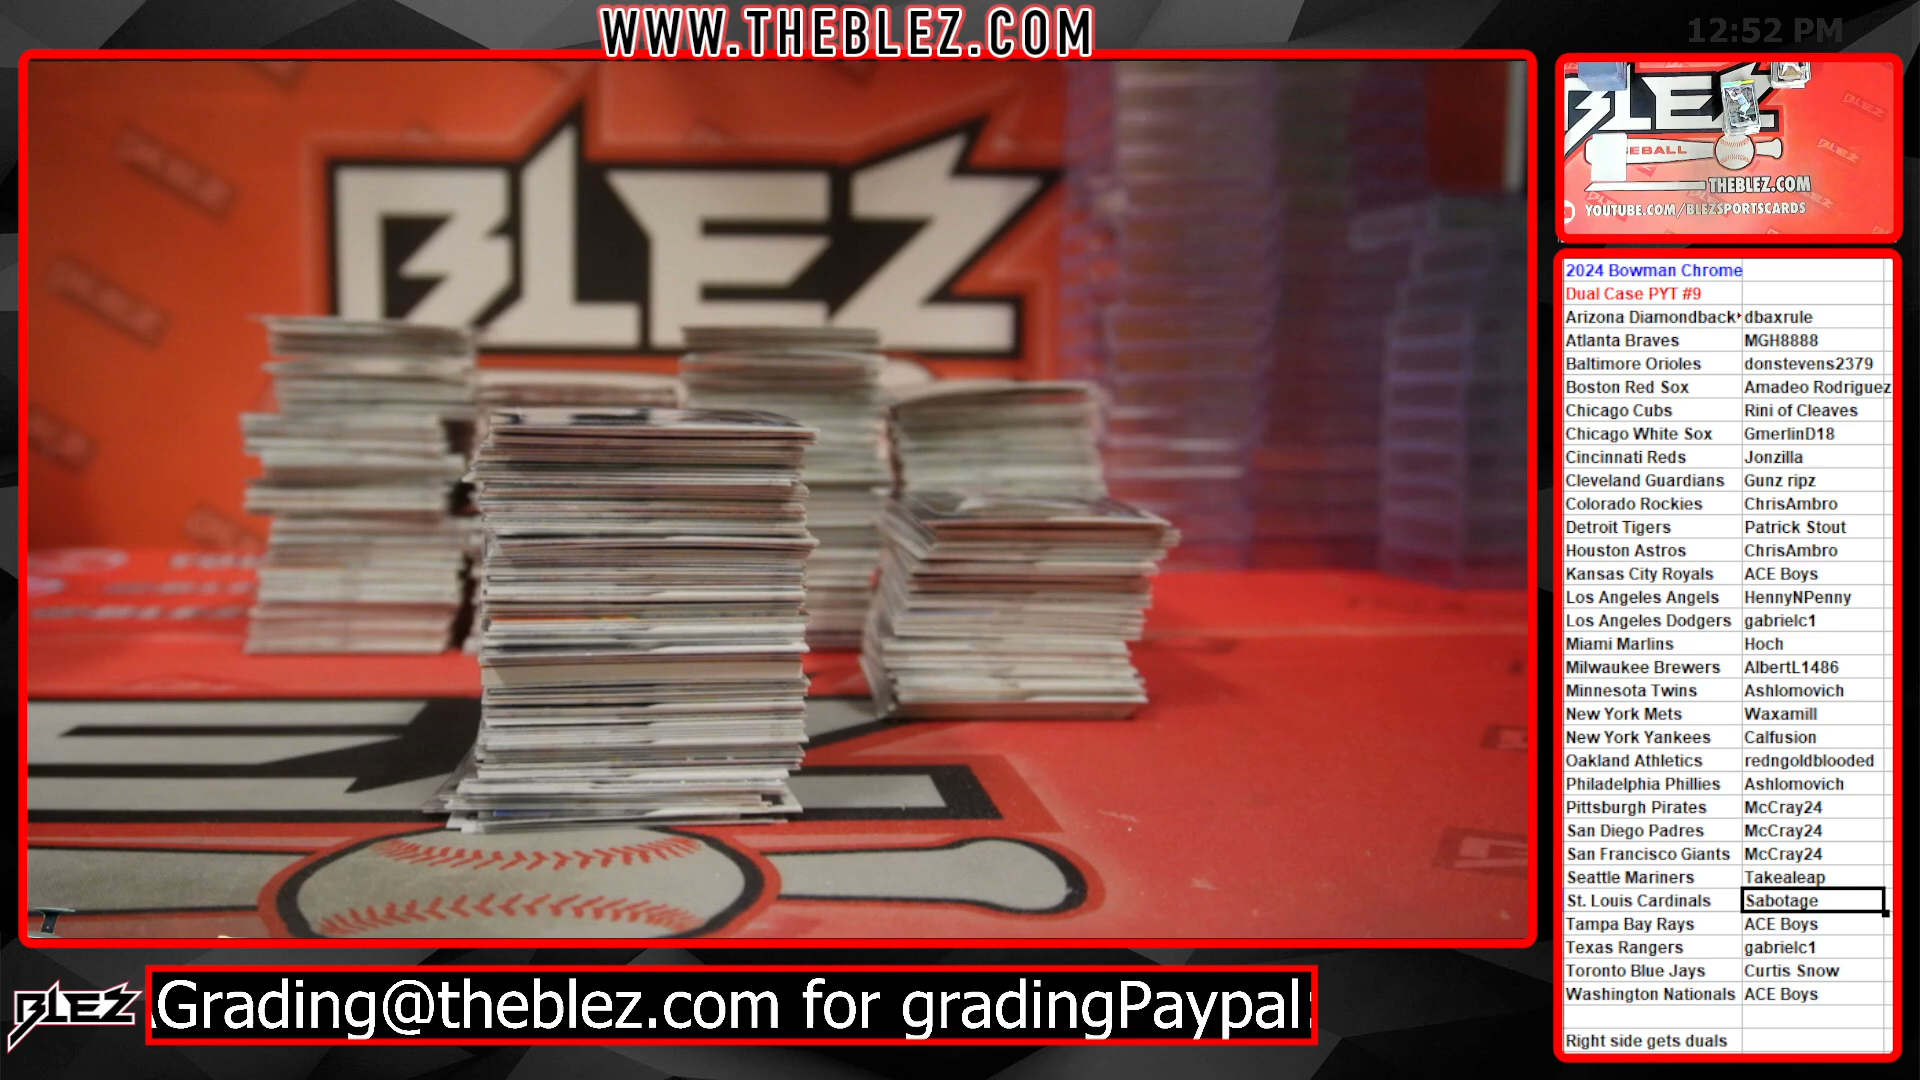 WWW.THEBLEZ.COM
12:52 PM
BLEZ
BLEZ
EBALL
THEBLEZ.COM
YOUTUBE.COM/BLEZSPORTSCARDS
2024 Bowman Chrome
Dual Case PYT #9
Arizona Diamondback dbaxrule
Atlanta Braves MGH8888
Baltimore Orioles donstevens2379
Boston Red Sox Amadeo Rodriguez
Chicago Cubs Rini of Cleaves
Chicago White Sox GmerlinD18
Cincinnati Reds Jonzilla
Cleveland Guardians Gunz ripz
Colorado Rockies ChrisAmbro
Detroit Tigers Patrick Stout
Houston Astros ChrisAmbro
Kansas City Royals ACE Boys
Los Angeles Angels HennyNPenny
Los Angeles Dodgers gabrielc1
Miami Marlins Hoch
Milwaukee Brewers AlbertL1486
Minnesota Twins Ashlomovich
New York Mets Waxamill
New York Yankees Calfusion
Oakland Athletics redngoldblooded
Philadelphia Phillies Ashlomovich
Pittsburgh Pirates McCray24
San Diego Padres McCray24
San Francisco Giants McCray24
Seattle Mariners Takealeap
St. Louis Cardinals Sabotage
Tampa Bay Rays ACE Boys
Texas Rangers gabrielc1
Toronto Blue Jays Curtis Snow
Washington Nationals ACE Boys
Right side gets duals
BLEZ
Grading@theblez.com for gradingPaypal: